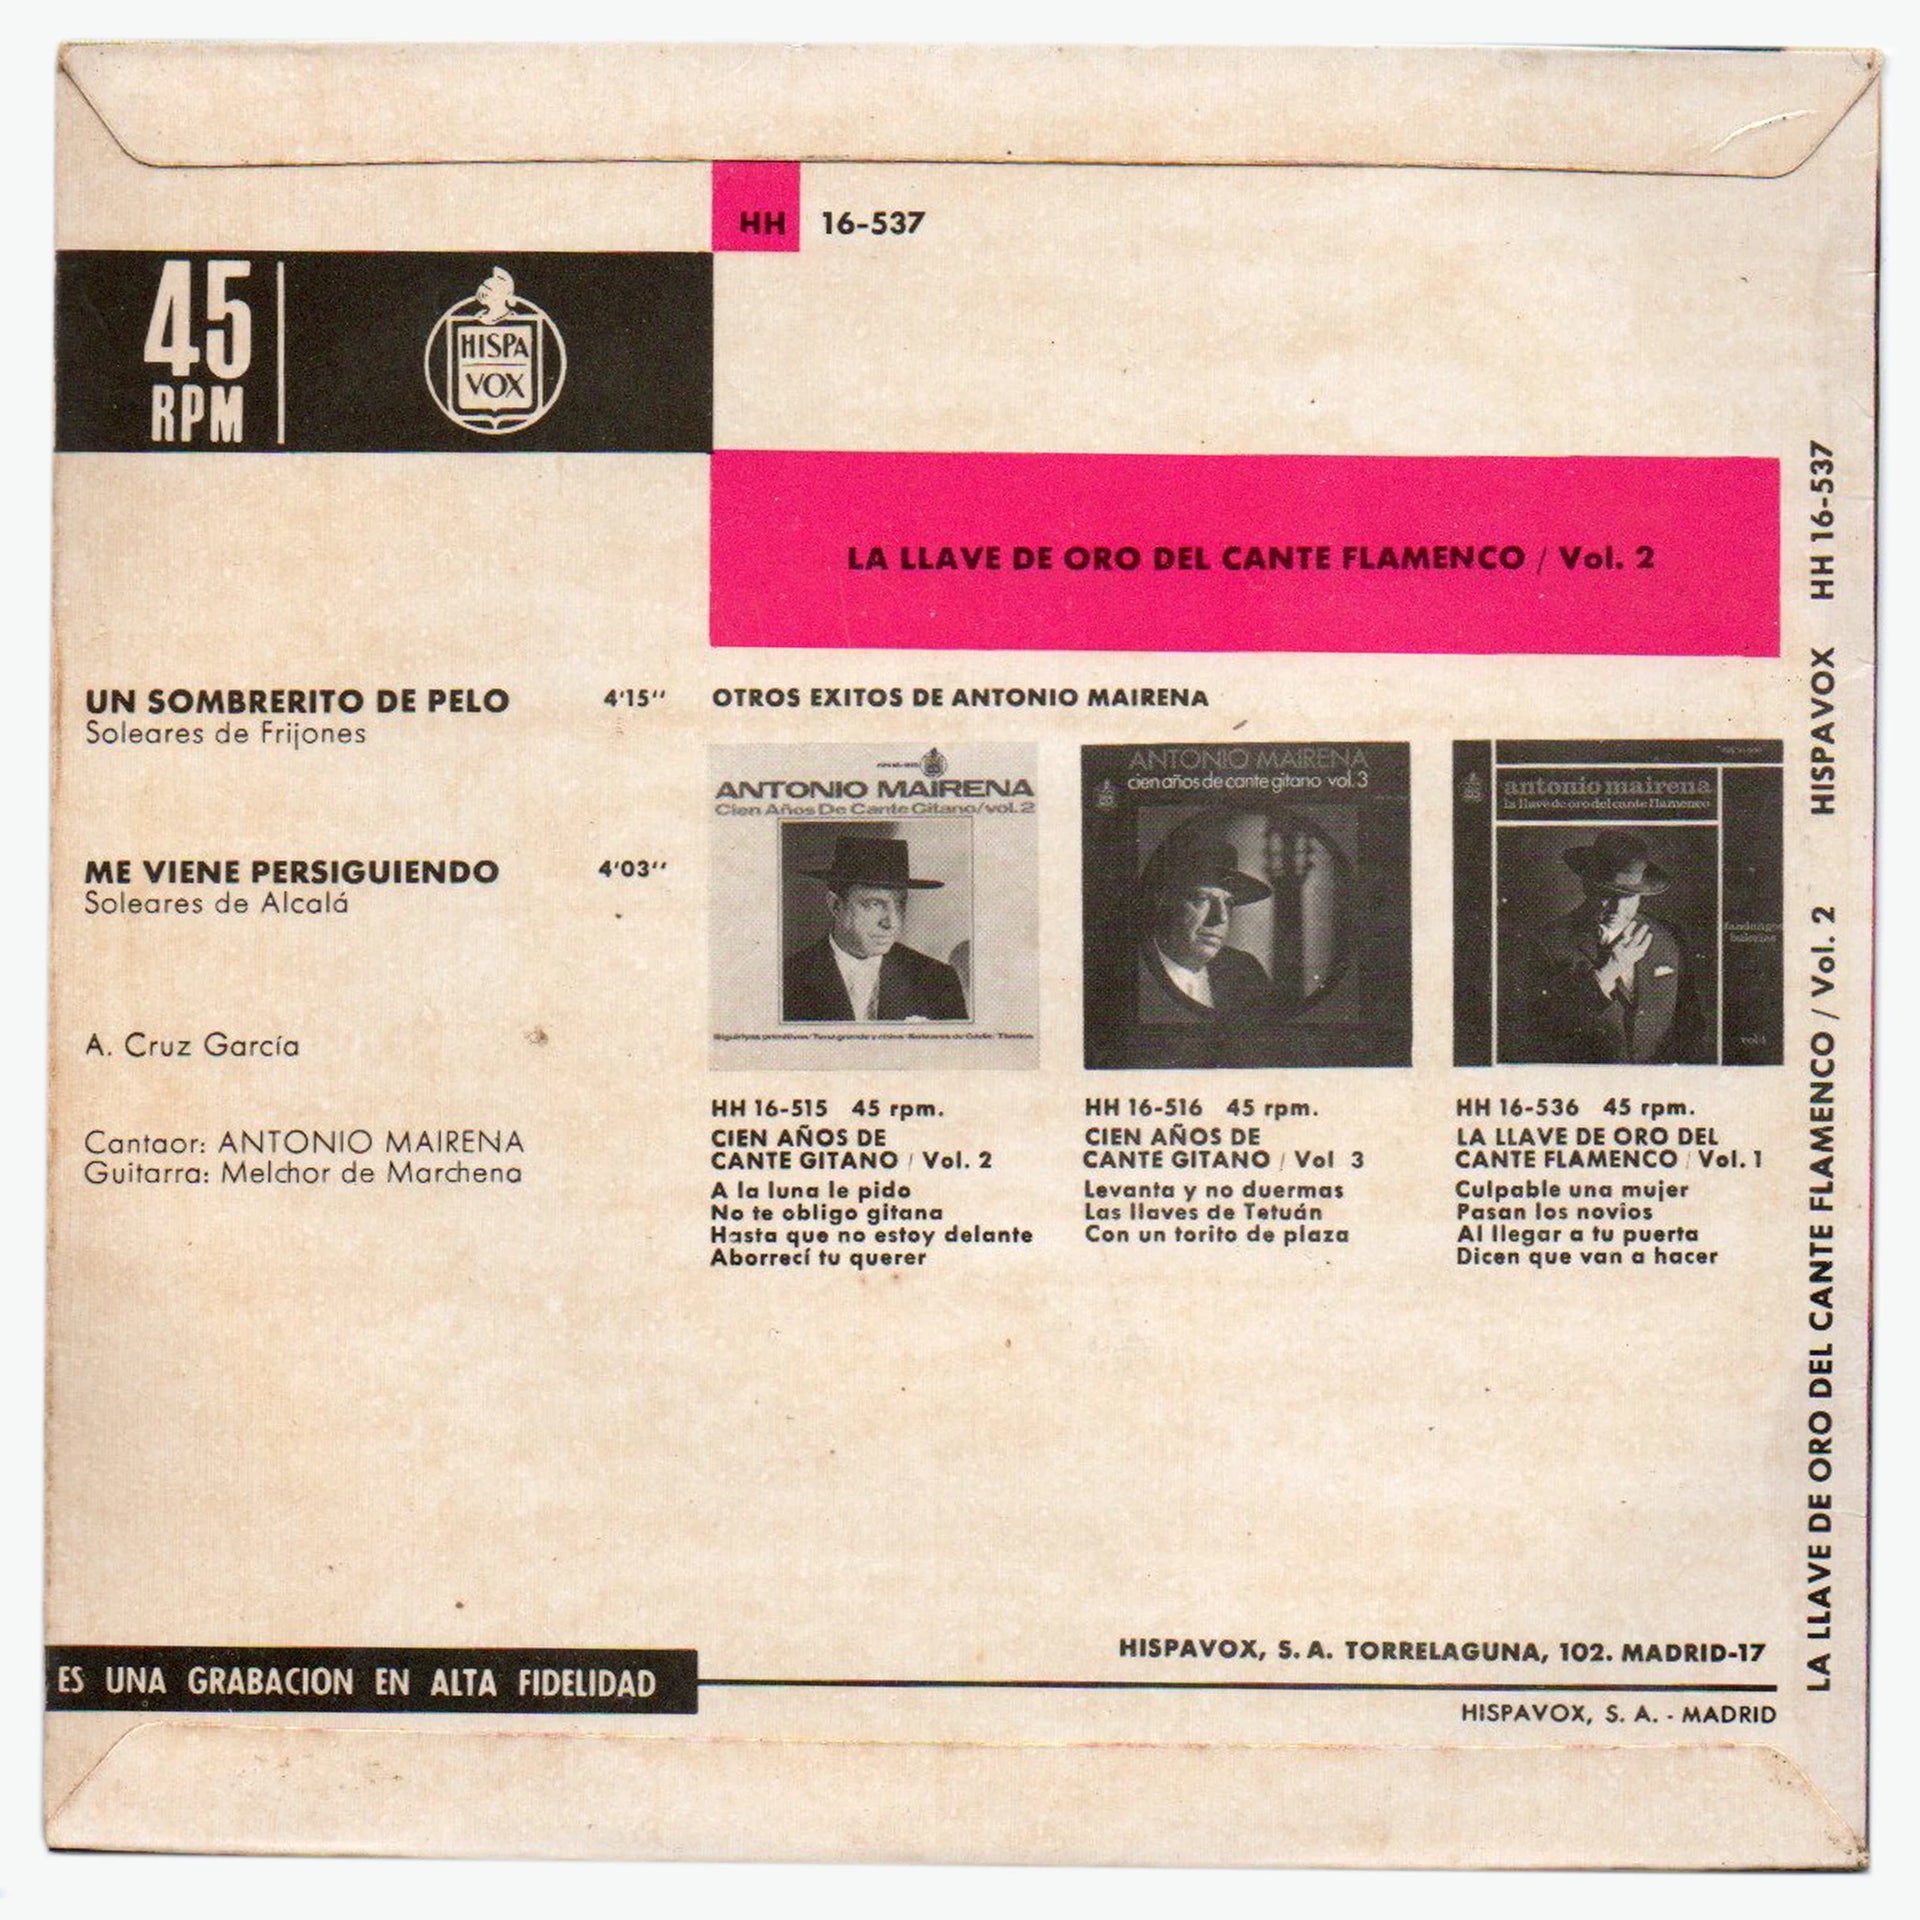 HH 16-537
45
RPM
HISPA
VOX
LA LLAVE DE ORO DEL CANTE FLAMENCO / Vol. 2
UN SOMBRERITO DE PELO 4'15''
Soleares de Frijones
ME VIENE PERSIGUIENDO 4'03''
Soleares de Alcalá
A. Cruz García
Cantaor: ANTONIO MAIRENA
Guitarra: Melchor de Marchena
OTROS EXITOS DE ANTONIO MAIRENA
ANTONIO MAIRENA
Cien Años De Cante Gitano/vol. 2
HH 16-515 45 rpm.
CIEN AÑOS DE
CANTE GITANO / Vol. 2
A la luna le pido
No te obligo gitana
Hasta que no estoy delante
Aborrecí tu querer
ANTONIO MAIRENA
cien años de cante gitano vol. 3
HH 16-516 45 rpm.
CIEN AÑOS DE
CANTE GITANO / Vol 3
Levanta y no duermas
Las llaves de Tetuán
Con un torito de plaza
antonio mairena
la llave de oro del cante flamenco
fandangos
bulerias
vol. 1
HH 16-536 45 rpm.
LA LLAVE DE ORO DEL
CANTE FLAMENCO / Vol. 1
Culpable una mujer
Pasan los novios
Al llegar a tu puerta
Dicen que van a hacer
ES UNA GRABACION EN ALTA FIDELIDAD
HISPAVOX, S. A. TORRELAGUNA, 102. MADRID-17
HISPAVOX, S. A. - MADRID
LA LLAVE DE ORO DEL CANTE FLAMENCO / Vol. 2 HISPAVOX HH 16-537